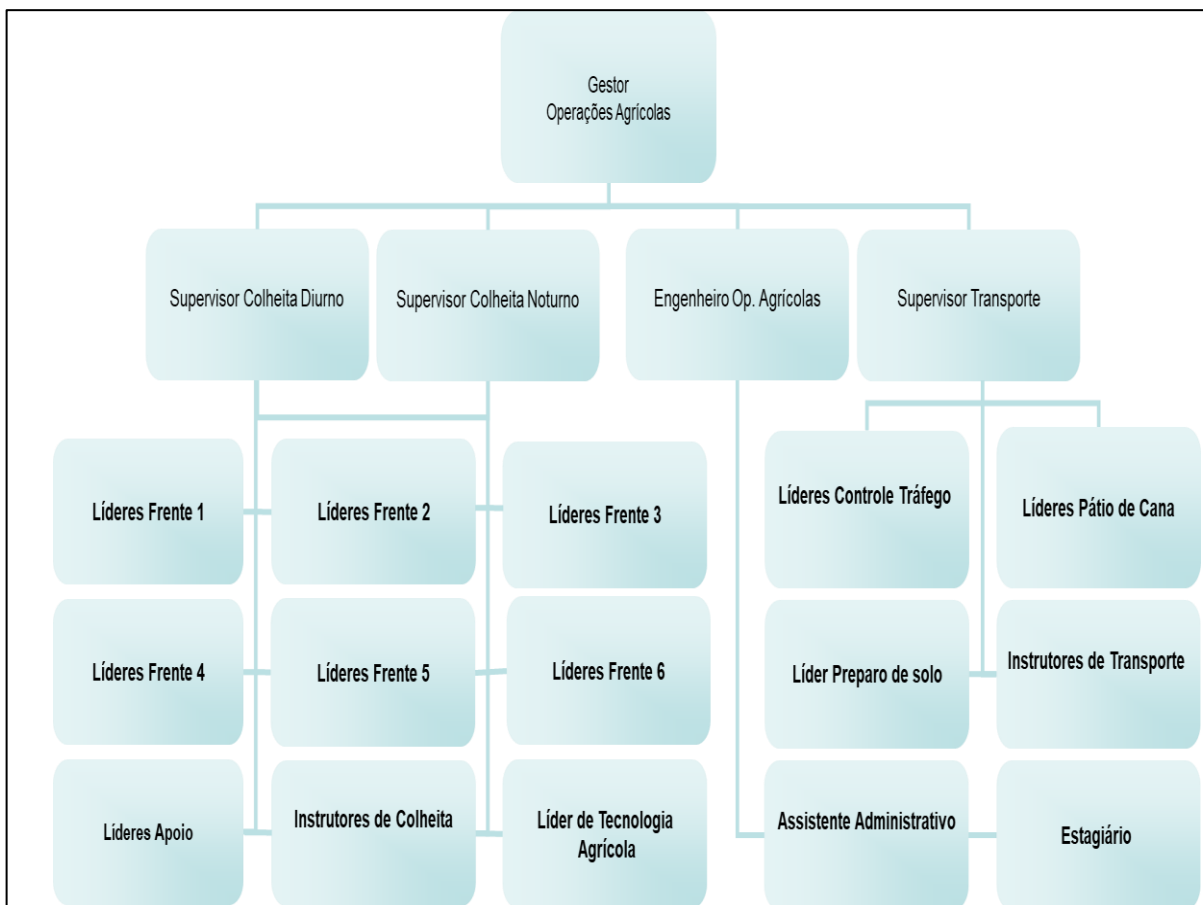 Gestor
Operações Agrícolas
Supervisor Colheita Diurno
Supervisor Colheita Noturno
Engenheiro Op. Agrícolas
Supervisor Transporte
Líderes Frente 1
Líderes Frente 2
Líderes Frente 3
Líderes Controle Tráfego
Líderes Pátio de Cana
Líderes Frente 4
Líderes Frente 5
Líderes Frente 6
Líder Preparo de solo
Instrutores de Transporte
Líderes Apoio
Instrutores de Colheita
Líder de Tecnologia
Agrícola
Assistente Administrativo
Estagiário